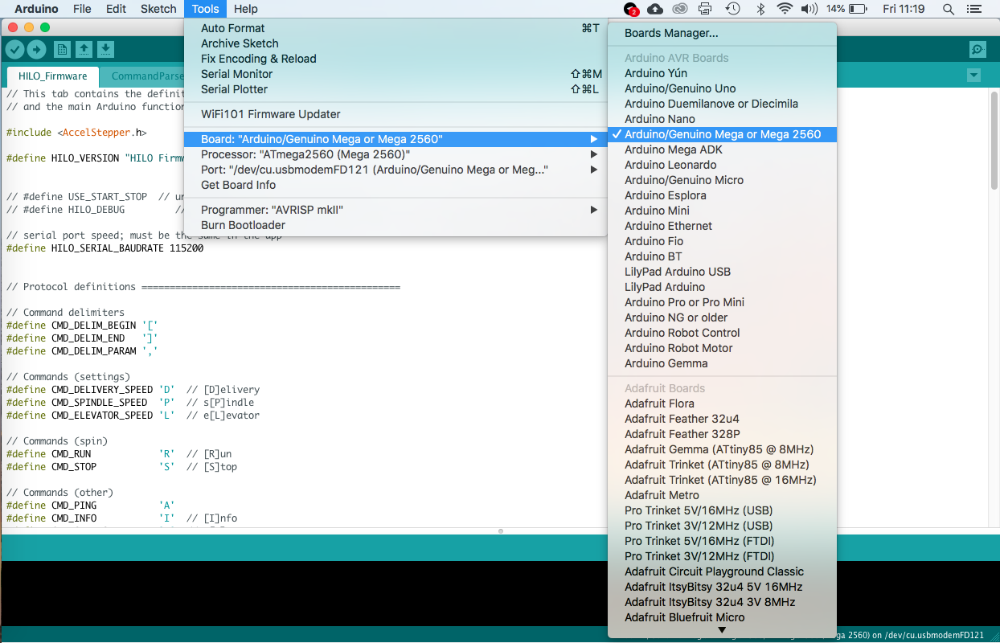 Arduino File Edit Sketch Tools Help 2 14% Fri 11:19
Auto Format ⌘T
Archive Sketch
Fix Encoding & Reload
Serial Monitor ⇧⌘M
Serial Plotter ⇧⌘L
WiFi101 Firmware Updater
Board: "Arduino/Genuino Mega or Mega 2560"
Processor: "ATmega2560 (Mega 2560)"
Port: "/dev/cu.usbmodemFD121 (Arduino/Genuino Mega or Meg..."
Get Board Info
Programmer: "AVRISP mkII"
Burn Bootloader
Boards Manager...
Arduino AVR Boards
Arduino Yún
Arduino/Genuino Uno
Arduino Duemilanove or Diecimila
Arduino Nano
✓ Arduino/Genuino Mega or Mega 2560
Arduino Mega ADK
Arduino Leonardo
Arduino/Genuino Micro
Arduino Esplora
Arduino Mini
Arduino Ethernet
Arduino Fio
Arduino BT
LilyPad Arduino USB
LilyPad Arduino
Arduino Pro or Pro Mini
Arduino NG or older
Arduino Robot Control
Arduino Robot Motor
Arduino Gemma
Adafruit Boards
Adafruit Flora
Adafruit Feather 32u4
Adafruit Feather 328P
Adafruit Gemma (ATtiny85 @ 8MHz)
Adafruit Trinket (ATtiny85 @ 8MHz)
Adafruit Trinket (ATtiny85 @ 16MHz)
Adafruit Metro
Pro Trinket 5V/16MHz (USB)
Pro Trinket 3V/12MHz (USB)
Pro Trinket 5V/16MHz (FTDI)
Pro Trinket 3V/12MHz (FTDI)
Adafruit Circuit Playground Classic
Adafruit ItsyBitsy 32u4 5V 16MHz
Adafruit ItsyBitsy 32u4 3V 8MHz
Adafruit Bluefruit Micro
HILO_Firmware CommandParse
// This tab contains the definit
// and the main Arduino function
#include <AccelStepper.h>
#define HILO_VERSION "HILO Firmw
// #define USE_START_STOP // un
// #define HILO_DEBUG //
// serial port speed; must be the same in the app
#define HILO_SERIAL_BAUDRATE 115200
// Protocol definitions ==============================================
// Command delimiters
#define CMD_DELIM_BEGIN '['
#define CMD_DELIM_END ']'
#define CMD_DELIM_PARAM ','
// Commands (settings)
#define CMD_DELIVERY_SPEED 'D' // [D]elivery
#define CMD_SPINDLE_SPEED 'P' // s[P]indle
#define CMD_ELEVATOR_SPEED 'L' // e[L]evator
// Commands (spin)
#define CMD_RUN 'R' // [R]un
#define CMD_STOP 'S' // [S]top
// Commands (other)
#define CMD_PING 'A'
#define CMD_INFO 'I' // [I]nfo
2560) on /dev/cu.usbmodemFD121